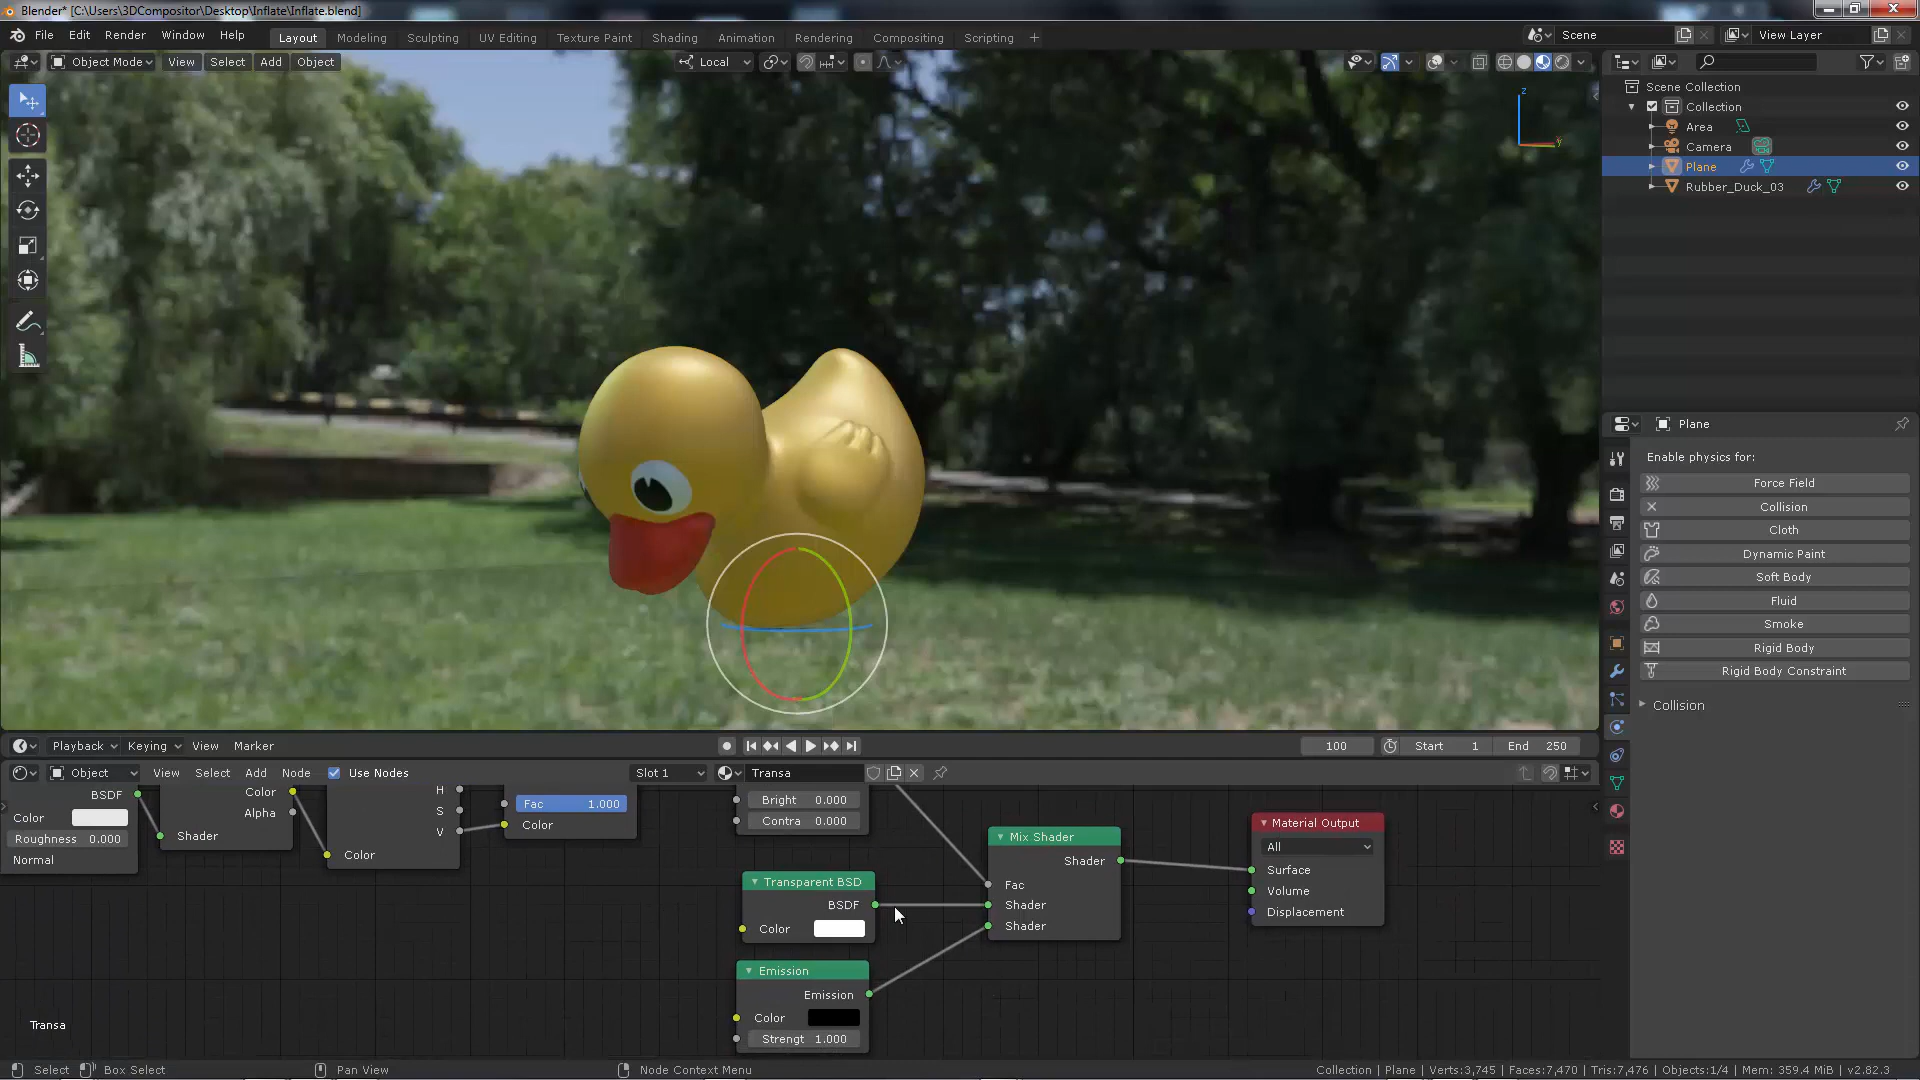 Blender* [C:\Users\3DCompositor\Desktop\Inflate\Inflate.blend]
File Edit Render Window Help Layout Modeling Sculpting UV Editing Texture Paint Shading Animation Rendering Compositing Scripting + Scene View Layer
Object Mode View Select Add Object Local
Scene Collection
Collection
Area
Camera
Plane
Rubber_Duck_03
z
y
Plane
Enable physics for:
Force Field
Collision
Cloth
Dynamic Paint
Soft Body
Fluid
Smoke
Rigid Body
Rigid Body Constraint
Collision
Playback Keying View Marker 100 Start 1 End 250
Object View Select Add Node Use Nodes Slot 1 Transa
BSDF
Color
Roughness 0.000
Normal
Color
Alpha
Shader
H
S
V
Color
Fac 1.000
Color
Bright 0.000
Contra 0.000
Transparent BSD
BSDF
Color
Emission
Emission
Color
Strengt 1.000
Mix Shader
Shader
Fac
Shader
Shader
Material Output
All
Surface
Volume
Displacement
Transa
Select Box Select Pan View Node Context Menu Collection | Plane | Verts:3,745 | Faces:7,470 | Tris:7,476 | Objects:1/4 | Mem: 359.4 MiB | v2.82.3